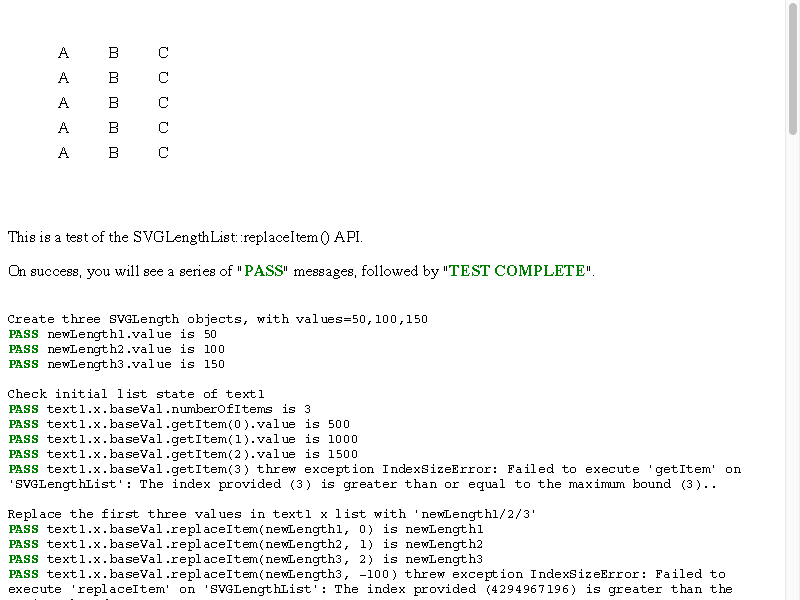 A B C
A B C
A B C
A B C
A B C
This is a test of the SVGLengthList::replaceItem() API.
On success, you will see a series of "PASS" messages, followed by "TEST COMPLETE".
Create three SVGLength objects, with values=50,100,150
PASS newLength1.value is 50
PASS newLength2.value is 100
PASS newLength3.value is 150
Check initial list state of text1
PASS text1.x.baseVal.numberOfItems is 3
PASS text1.x.baseVal.getItem(0).value is 500
PASS text1.x.baseVal.getItem(1).value is 1000
PASS text1.x.baseVal.getItem(2).value is 1500
PASS text1.x.baseVal.getItem(3) threw exception IndexSizeError: Failed to execute 'getItem' on
'SVGLengthList': The index provided (3) is greater than or equal to the maximum bound (3)..
Replace the first three values in text1 x list with 'newLength1/2/3'
PASS text1.x.baseVal.replaceItem(newLength1, 0) is newLength1
PASS text1.x.baseVal.replaceItem(newLength2, 1) is newLength2
PASS text1.x.baseVal.replaceItem(newLength3, 2) is newLength3
PASS text1.x.baseVal.replaceItem(newLength3, -100) threw exception IndexSizeError: Failed to
execute 'replaceItem' on 'SVGLengthList': The index provided (4294967196) is greater than the